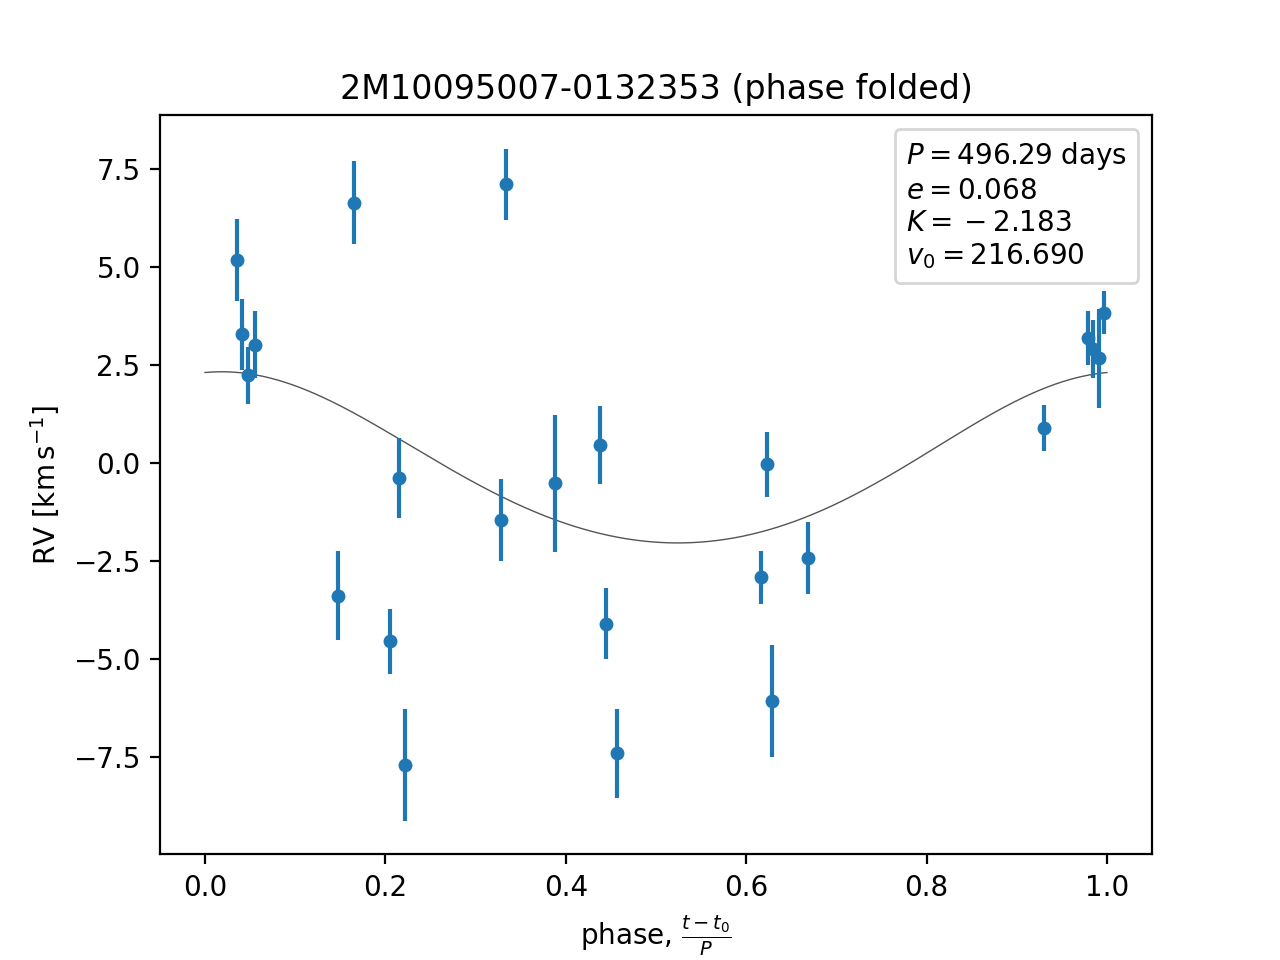 2M10095007-0132353 (phase folded)
P = 496.29 days
e = 0.068
K = −2.183
v₀ = 216.690
RV [km s⁻¹]
7.5
5.0
2.5
0.0
−2.5
−5.0
−7.5
0.0 0.2 0.4 0.6 0.8 1.0
phase, (t − t₀)/P